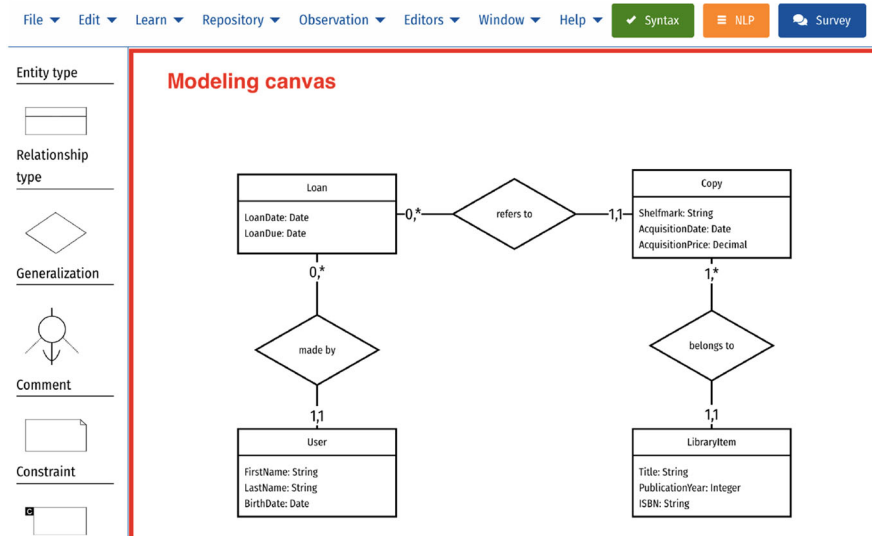 File Edit Learn Repository Observation Editors Window Help Syntax NLP Survey
Entity type
Relationship
type
Generalization
Comment
Constraint
C
Modeling canvas
Loan
LoanDate: Date
LoanDue: Date
0,*
refers to
1,1
Copy
Shelfmark: String
AcquisitionDate: Date
AcquisitionPrice: Decimal
0,*
made by
1,1
1,*
belongs to
1,1
User
FirstName: String
LastName: String
BirthDate: Date
LibraryItem
Title: String
PublicationYear: Integer
ISBN: String